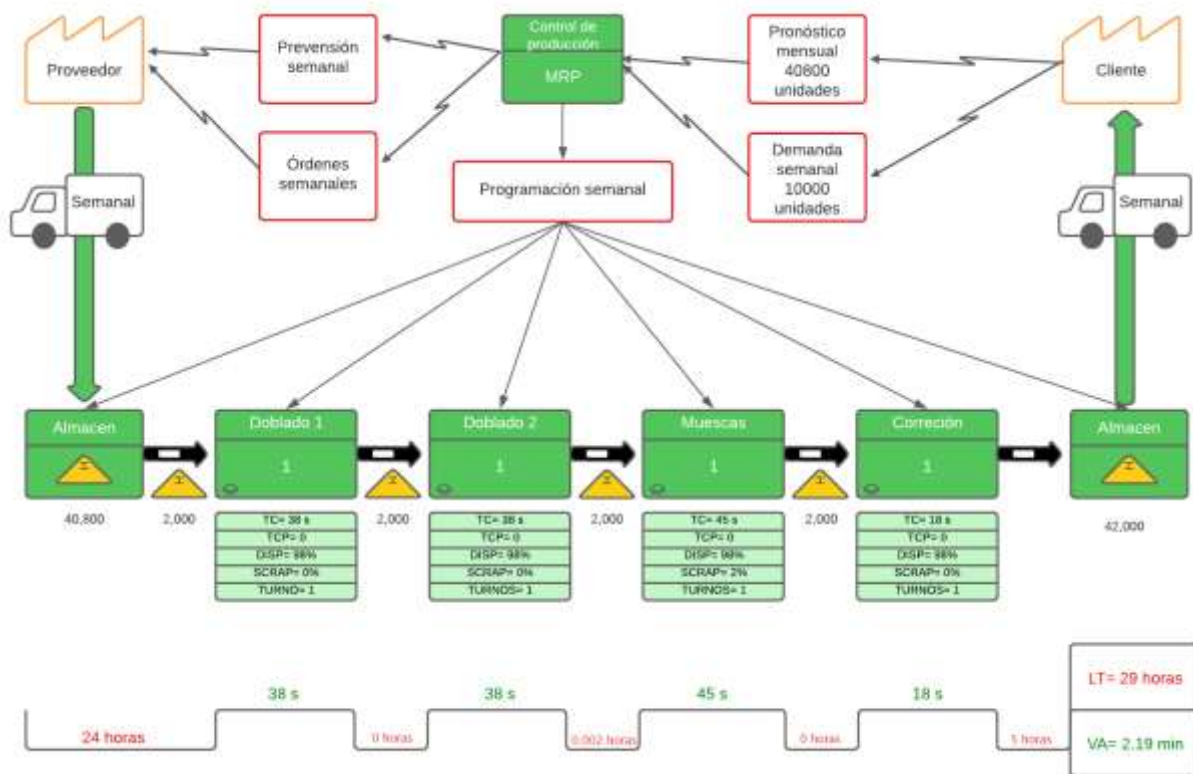 Proveedor
Prevensión
semanal
Control de
producción
MRP
Pronóstico
mensual
40800
unidades
Cliente
Órdenes
semanales
Programación semanal
Demanda
semanal
10000
unidades
Semanal
Semanal
Almacen
Doblado 1
1
Doblado 2
1
Muescas
1
Correción
1
Almacen
40,800
2,000
2,000
2,000
2,000
42,000
TC= 38 s
TCP= 0
DISP= 98%
SCRAP= 0%
TURNO= 1
TC= 38 s
TCP= 0
DISP= 98%
SCRAP= 0%
TURNOS= 1
TC= 45 s
TCP= 0
DISP= 98%
SCRAP= 2%
TURNOS= 1
TC= 18 s
TCP= 0
DISP= 98%
SCRAP= 0%
TURNOS= 1
38 s
38 s
45 s
18 s
24 horas
0 horas
0.002 horas
0 horas
5 horas
LT= 29 horas
VA= 2.19 min